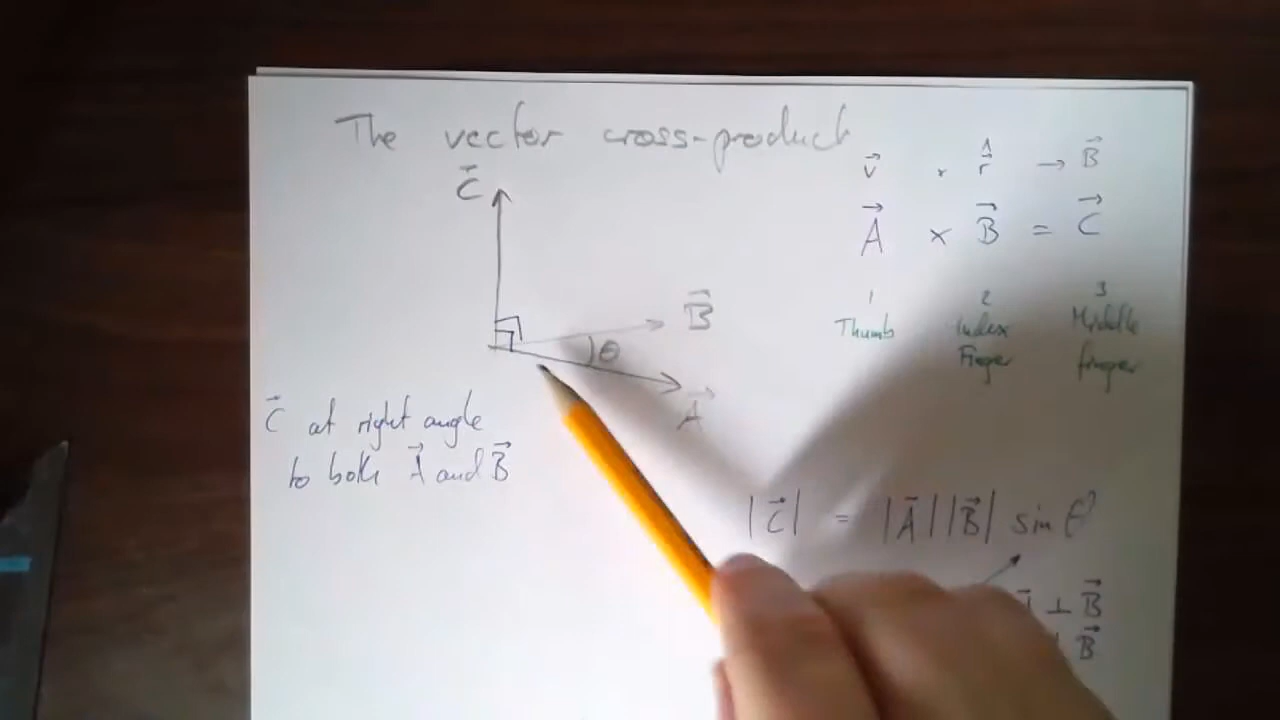 The vector cross-product
v⃗ × r̂⃗ → B⃗
A⃗ × B⃗ = C⃗
1 2 3
Thumb Index Finger Middle finger
C⃗
B⃗
θ
A⃗
C⃗ at right angle
to both A⃗ and B⃗
|C⃗| = |A⃗||B⃗| sin θ
⊥ B⃗
B⃗